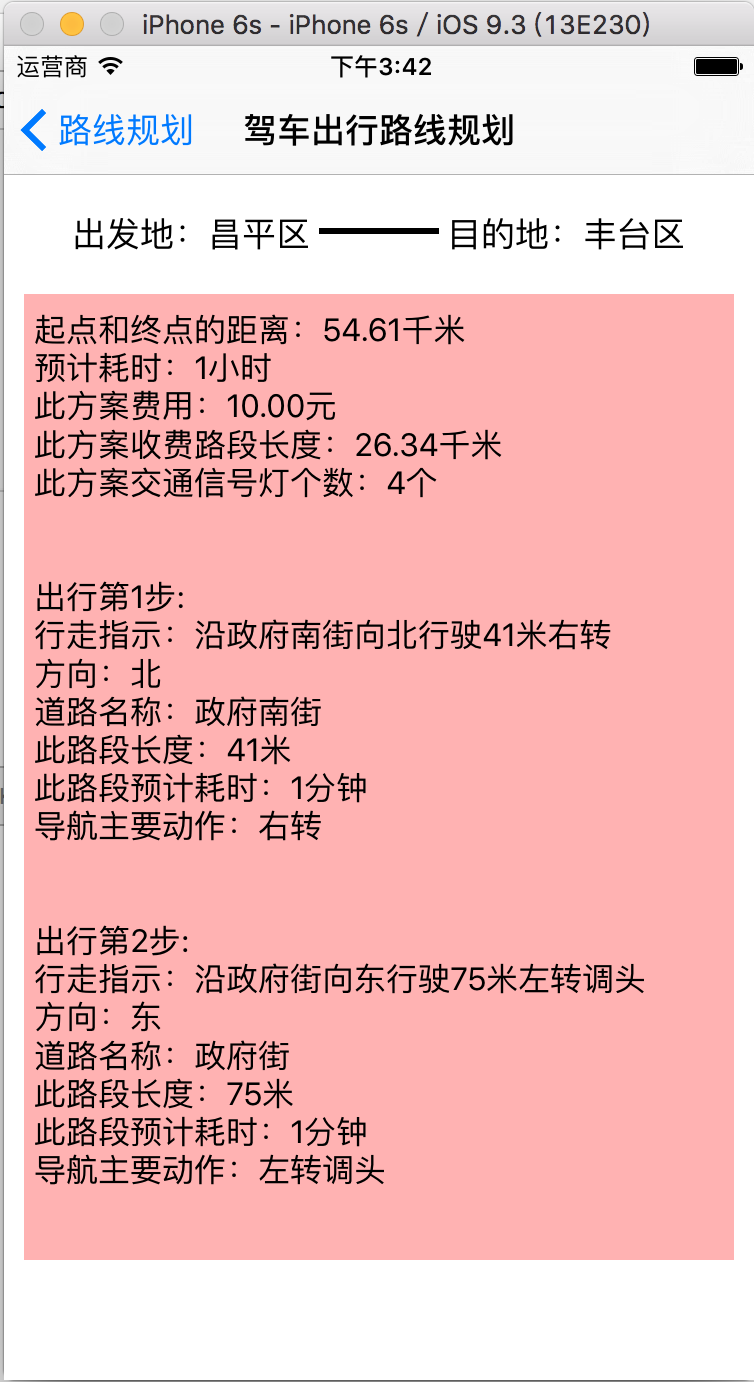 iPhone 6s - iPhone 6s / iOS 9.3 (13E230)
运营商 下午3:42
路线规划 驾车出行路线规划
出发地：昌平区 目的地：丰台区
起点和终点的距离：54.61千米
预计耗时：1小时
此方案费用：10.00元
此方案收费路段长度：26.34千米
此方案交通信号灯个数：4个
出行第1步:
行走指示：沿政府南街向北行驶41米右转
方向：北
道路名称：政府南街
此路段长度：41米
此路段预计耗时：1分钟
导航主要动作：右转
出行第2步:
行走指示：沿政府街向东行驶75米左转调头
方向：东
道路名称：政府街
此路段长度：75米
此路段预计耗时：1分钟
导航主要动作：左转调头